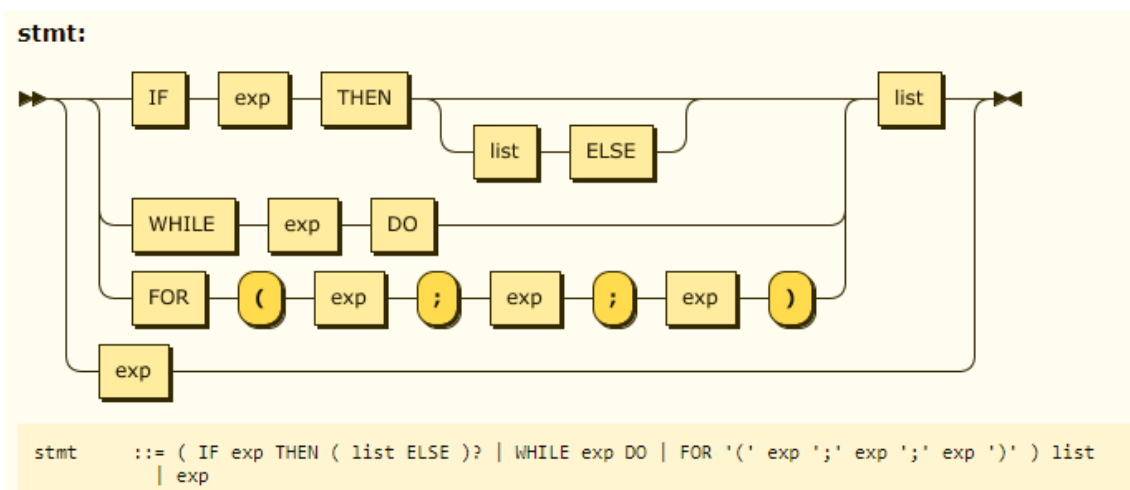 stmt:
IF exp THEN list
list ELSE
WHILE exp DO
FOR ( exp ; exp ; exp )
exp
stmt ::= ( IF exp THEN ( list ELSE )? | WHILE exp DO | FOR '(' exp ';' exp ';' exp ')' ) list
| exp